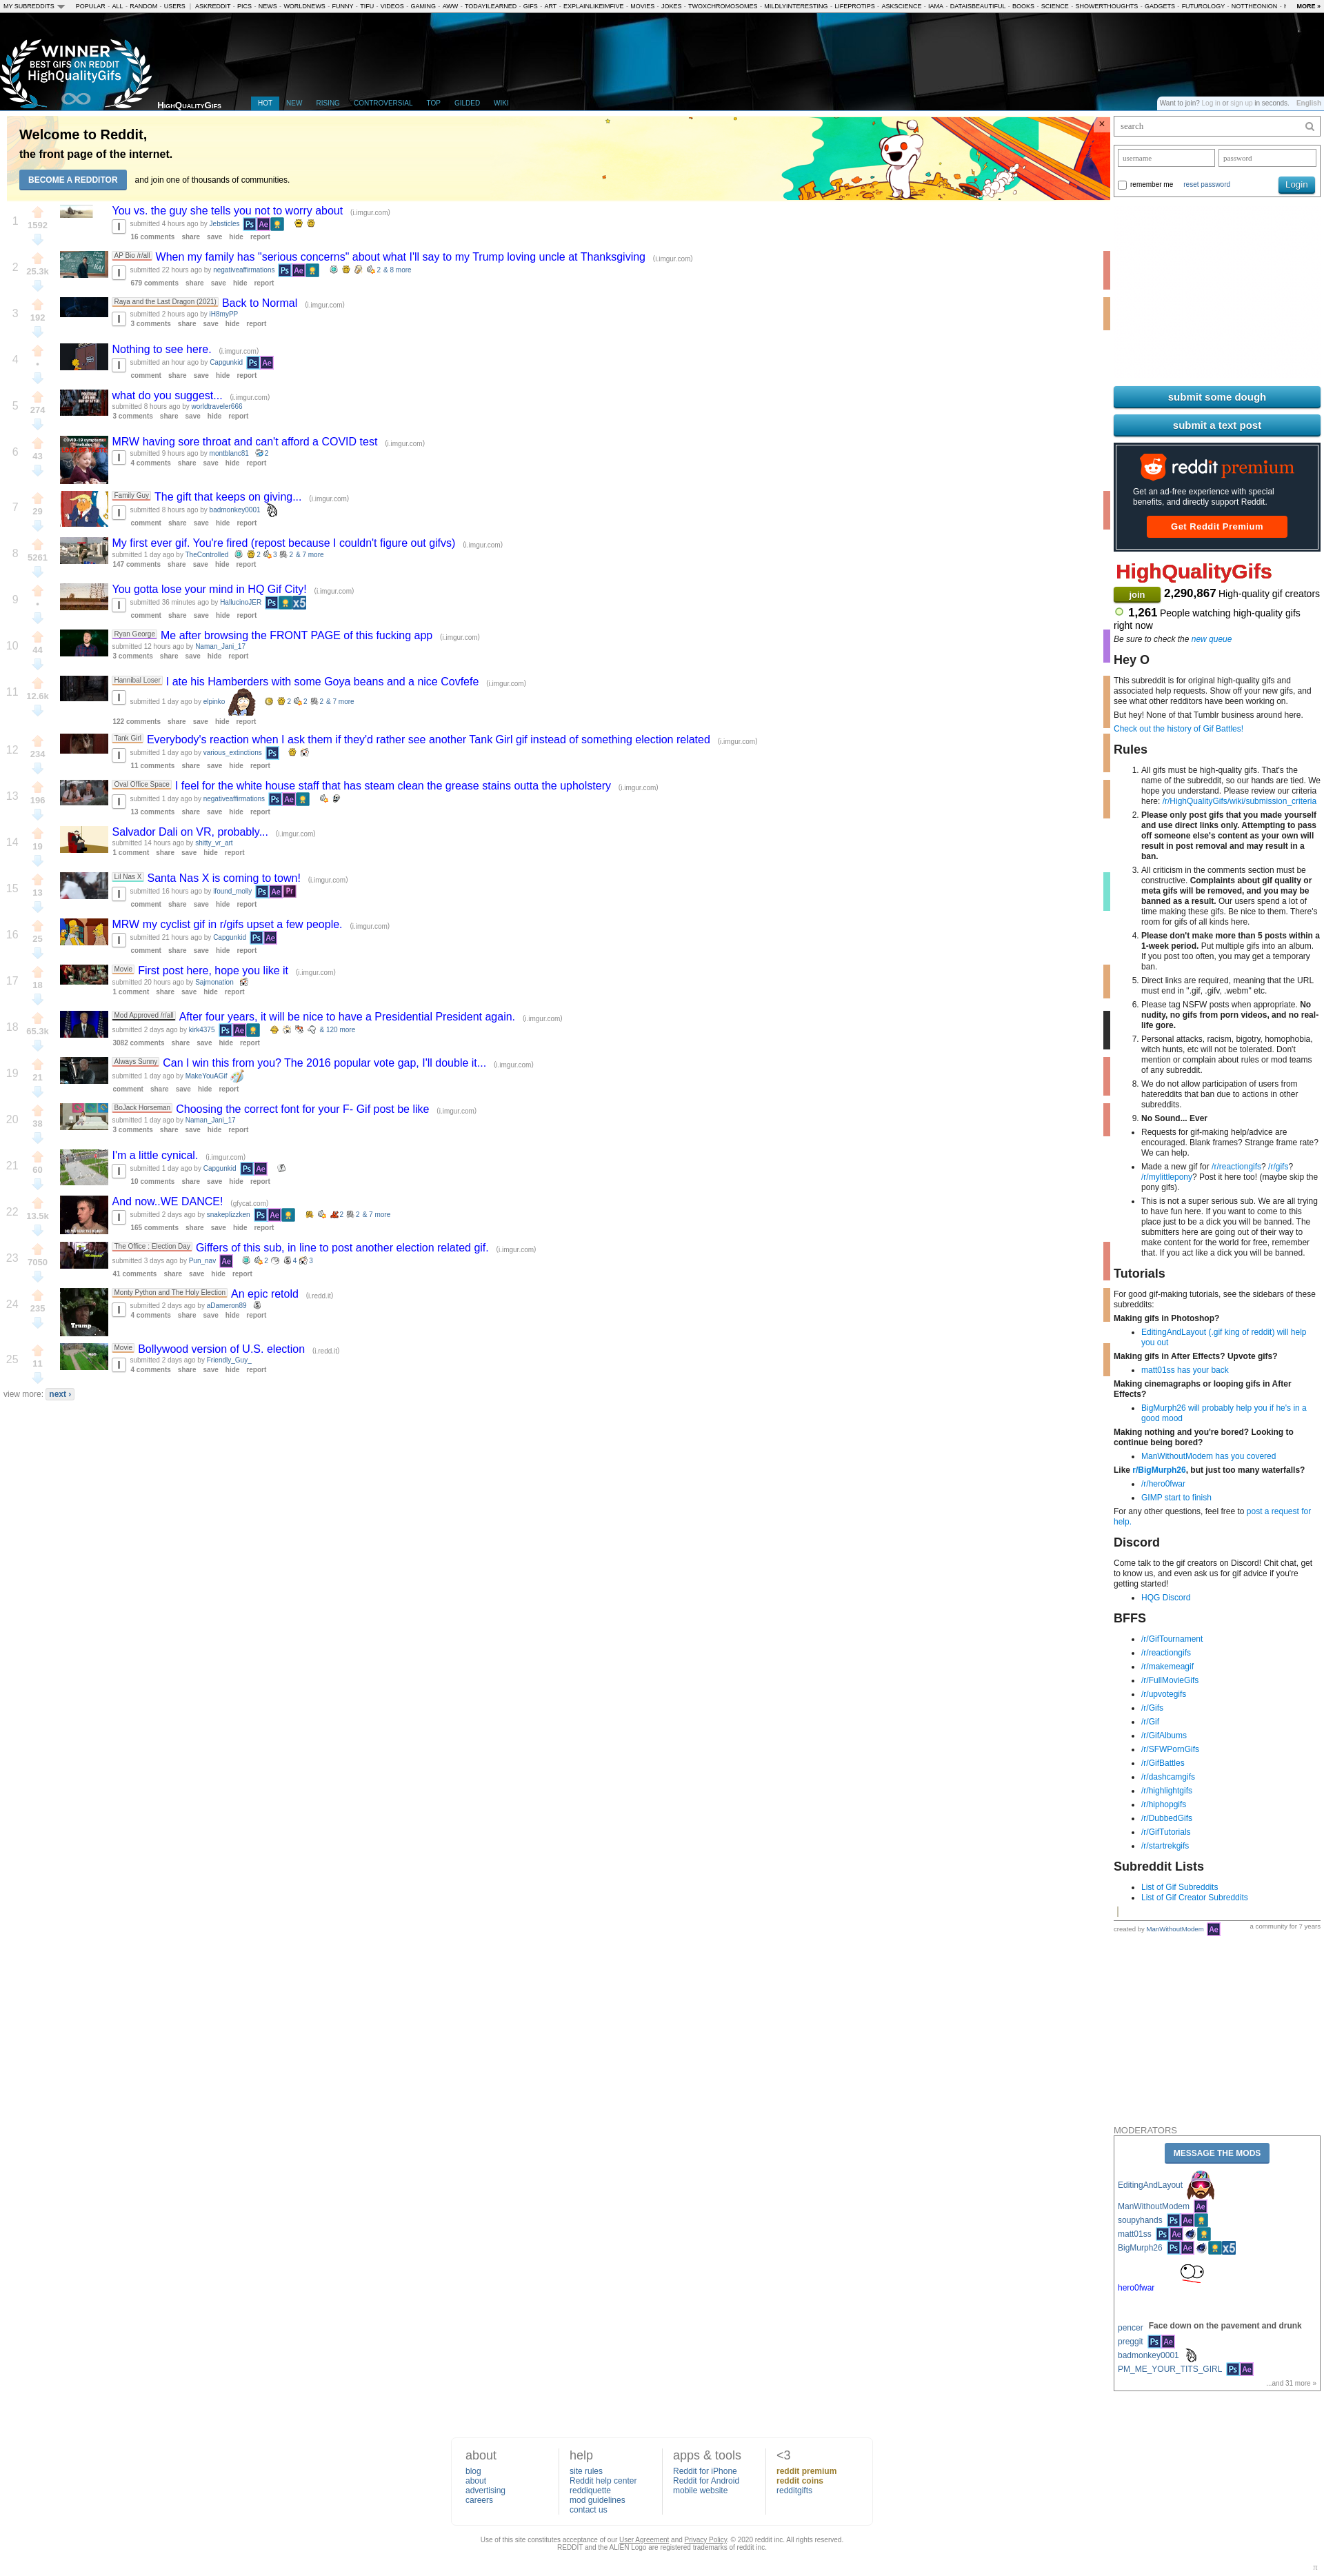 MY SUBREDDITS POPULAR - ALL - RANDOM - USERS | ASKREDDIT - PICS - NEWS - WORLDNEWS - FUNNY - TIFU - VIDEOS - GAMING - AWW - TODAYILEARNED - GIFS - ART - EXPLAINLIKEIMFIVE - MOVIES - JOKES - TWOXCHROMOSOMES - MILDLYINTERESTING - LIFEPROTIPS - ASKSCIENCE - IAMA - DATAISBEAUTIFUL - BOOKS - SCIENCE - SHOWERTHOUGHTS - GADGETS - FUTUROLOGY - NOTTHEONION - MORE »
WINNER
BEST GIFS ON REDDIT
HighQualityGifs
HighQualityGifs HOT NEW RISING CONTROVERSIAL TOP GILDED WIKI
Want to join? Log in or sign up in seconds. English
Welcome to Reddit,
the front page of the internet.
BECOME A REDDITOR and join one of thousands of communities.
×
1 1592
You vs. the guy she tells you not to worry about (i.imgur.com)
submitted 4 hours ago by Jebsticles Ps Ae
16 comments share save hide report
2 25.3k
AP Bio /r/all When my family has "serious concerns" about what I'll say to my Trump loving uncle at Thanksgiving (i.imgur.com)
submitted 22 hours ago by negativeaffirmations Ps Ae 2 & 8 more
679 comments share save hide report
3 192
Raya and the Last Dragon (2021) Back to Normal (i.imgur.com)
submitted 2 hours ago by iH8myPP
3 comments share save hide report
4 •
Nothing to see here. (i.imgur.com)
submitted an hour ago by Capgunkid Ps Ae
comment share save hide report
5 274
what do you suggest... (i.imgur.com)
submitted 8 hours ago by worldtraveler666
3 comments share save hide report
6 43
MRW having sore throat and can't afford a COVID test (i.imgur.com)
submitted 9 hours ago by montblanc81 2
4 comments share save hide report
7 29
Family Guy The gift that keeps on giving... (i.imgur.com)
submitted 8 hours ago by badmonkey0001
comment share save hide report
8 5261
My first ever gif. You're fired (repost because I couldn't figure out gifvs) (i.imgur.com)
submitted 1 day ago by TheControlled 2 3 2 & 7 more
147 comments share save hide report
9 •
You gotta lose your mind in HQ Gif City! (i.imgur.com)
submitted 36 minutes ago by HallucinoJER Ps x5
comment share save hide report
10 44
Ryan George Me after browsing the FRONT PAGE of this fucking app (i.imgur.com)
submitted 12 hours ago by Naman_Jani_17
3 comments share save hide report
11 12.6k
Hannibal Loser I ate his Hamberders with some Goya beans and a nice Covfefe (i.imgur.com)
submitted 1 day ago by elpinko 2 2 2 & 7 more
122 comments share save hide report
12 234
Tank Girl Everybody's reaction when I ask them if they'd rather see another Tank Girl gif instead of something election related (i.imgur.com)
submitted 1 day ago by various_extinctions Ps
11 comments share save hide report
13 196
Oval Office Space I feel for the white house staff that has steam clean the grease stains outta the upholstery (i.imgur.com)
submitted 1 day ago by negativeaffirmations Ps Ae
13 comments share save hide report
14 19
Salvador Dali on VR, probably... (i.imgur.com)
submitted 14 hours ago by shitty_vr_art
1 comment share save hide report
15 13
Lil Nas X Santa Nas X is coming to town! (i.imgur.com)
submitted 16 hours ago by ifound_molly Ps Ae Pr
comment share save hide report
16 25
MRW my cyclist gif in r/gifs upset a few people. (i.imgur.com)
submitted 21 hours ago by Capgunkid Ps Ae
comment share save hide report
17 18
Movie First post here, hope you like it (i.imgur.com)
submitted 20 hours ago by Sajmonation
1 comment share save hide report
18 65.3k
Mod Approved /r/all After four years, it will be nice to have a Presidential President again. (i.imgur.com)
submitted 2 days ago by kirk4375 Ps Ae & 120 more
3082 comments share save hide report
19 21
Always Sunny Can I win this from you? The 2016 popular vote gap, I'll double it... (i.imgur.com)
submitted 1 day ago by MakeYouAGif
comment share save hide report
20 38
BoJack Horseman Choosing the correct font for your F- Gif post be like (i.imgur.com)
submitted 1 day ago by Naman_Jani_17
3 comments share save hide report
21 60
I'm a little cynical. (i.imgur.com)
submitted 1 day ago by Capgunkid Ps Ae
10 comments share save hide report
22 13.5k
And now..WE DANCE! (gfycat.com)
submitted 2 days ago by snakeplizzken Ps Ae 2 2 & 7 more
165 comments share save hide report
23 7050
The Office : Election Day Giffers of this sub, in line to post another election related gif. (i.imgur.com)
submitted 3 days ago by Pun_nav Ae 2 4 3
41 comments share save hide report
24 235
Trump
Monty Python and The Holy Election An epic retold (i.redd.it)
submitted 2 days ago by aDameron89
4 comments share save hide report
25 11
Movie Bollywood version of U.S. election (i.redd.it)
submitted 2 days ago by Friendly_Guy_
4 comments share save hide report
view more: next ›
search
username password
remember me reset password Login
submit some dough
submit a text post
reddit premium
Get an ad-free experience with special
benefits, and directly support Reddit.
Get Reddit Premium
HighQualityGifs
join 2,290,867 High-quality gif creators
1,261 People watching high-quality gifs
right now
Be sure to check the new queue
Hey O
This subreddit is for original high-quality gifs and
associated help requests. Show off your new gifs, and
see what other redditors have been working on.
But hey! None of that Tumblr business around here.
Check out the history of Gif Battles!
Rules
1. All gifs must be high-quality gifs. That's the
name of the subreddit, so our hands are tied. We
hope you understand. Please review our criteria
here: /r/HighQualityGifs/wiki/submission_criteria
2. Please only post gifs that you made yourself
and use direct links only. Attempting to pass
off someone else's content as your own will
result in post removal and may result in a
ban.
3. All criticism in the comments section must be
constructive. Complaints about gif quality or
meta gifs will be removed, and you may be
banned as a result. Our users spend a lot of
time making these gifs. Be nice to them. There's
room for gifs of all kinds here.
4. Please don't make more than 5 posts within a
1-week period. Put multiple gifs into an album.
If you post too often, you may get a temporary
ban.
5. Direct links are required, meaning that the URL
must end in ".gif, .gifv, .webm" etc.
6. Please tag NSFW posts when appropriate. No
nudity, no gifs from porn videos, and no real-
life gore.
7. Personal attacks, racism, bigotry, homophobia,
witch hunts, etc will not be tolerated. Don't
mention or complain about rules or mod teams
of any subreddit.
8. We do not allow participation of users from
hatereddits that ban due to actions in other
subreddits.
9. No Sound... Ever
• Requests for gif-making help/advice are
encouraged. Blank frames? Strange frame rate?
We can help.
• Made a new gif for /r/reactiongifs? /r/gifs?
/r/mylittlepony? Post it here too! (maybe skip the
pony gifs).
• This is not a super serious sub. We are all trying
to have fun here. If you want to come to this
place just to be a dick you will be banned. The
submitters here are going out of their way to
make content for the world for free, remember
that. If you act like a dick you will be banned.
Tutorials
For good gif-making tutorials, see the sidebars of these
subreddits:
Making gifs in Photoshop?
• EditingAndLayout (.gif king of reddit) will help
you out
Making gifs in After Effects? Upvote gifs?
• matt01ss has your back
Making cinemagraphs or looping gifs in After
Effects?
• BigMurph26 will probably help you if he's in a
good mood
Making nothing and you're bored? Looking to
continue being bored?
• ManWithoutModem has you covered
Like r/BigMurph26, but just too many waterfalls?
• /r/hero0fwar
• GIMP start to finish
For any other questions, feel free to post a request for
help.
Discord
Come talk to the gif creators on Discord! Chit chat, get
to know us, and even ask us for gif advice if you're
getting started!
• HQG Discord
BFFS
• /r/GifTournament
• /r/reactiongifs
• /r/makemeagif
• /r/FullMovieGifs
• /r/upvotegifs
• /r/Gifs
• /r/Gif
• /r/GifAlbums
• /r/SFWPornGifs
• /r/GifBattles
• /r/dashcamgifs
• /r/highlightgifs
• /r/hiphopgifs
• /r/DubbedGifs
• /r/GifTutorials
• /r/startrekgifs
Subreddit Lists
• List of Gif Subreddits
• List of Gif Creator Subreddits
created by ManWithoutModem Ae a community for 7 years
MODERATORS
MESSAGE THE MODS
EditingAndLayout
ManWithoutModem Ae
soupyhands Ps Ae
matt01ss Ps Ae
BigMurph26 Ps Ae x5
hero0fwar
pencer Face down on the pavement and drunk
preggit Ps Ae
badmonkey0001
PM_ME_YOUR_TITS_GIRL Ps Ae
...and 31 more »
about
blog
about
advertising
careers
help
site rules
Reddit help center
reddiquette
mod guidelines
contact us
apps & tools
Reddit for iPhone
Reddit for Android
mobile website
<3
reddit premium
reddit coins
redditgifts
Use of this site constitutes acceptance of our User Agreement and Privacy Policy. © 2020 reddit inc. All rights reserved.
REDDIT and the ALIEN Logo are registered trademarks of reddit inc.
π